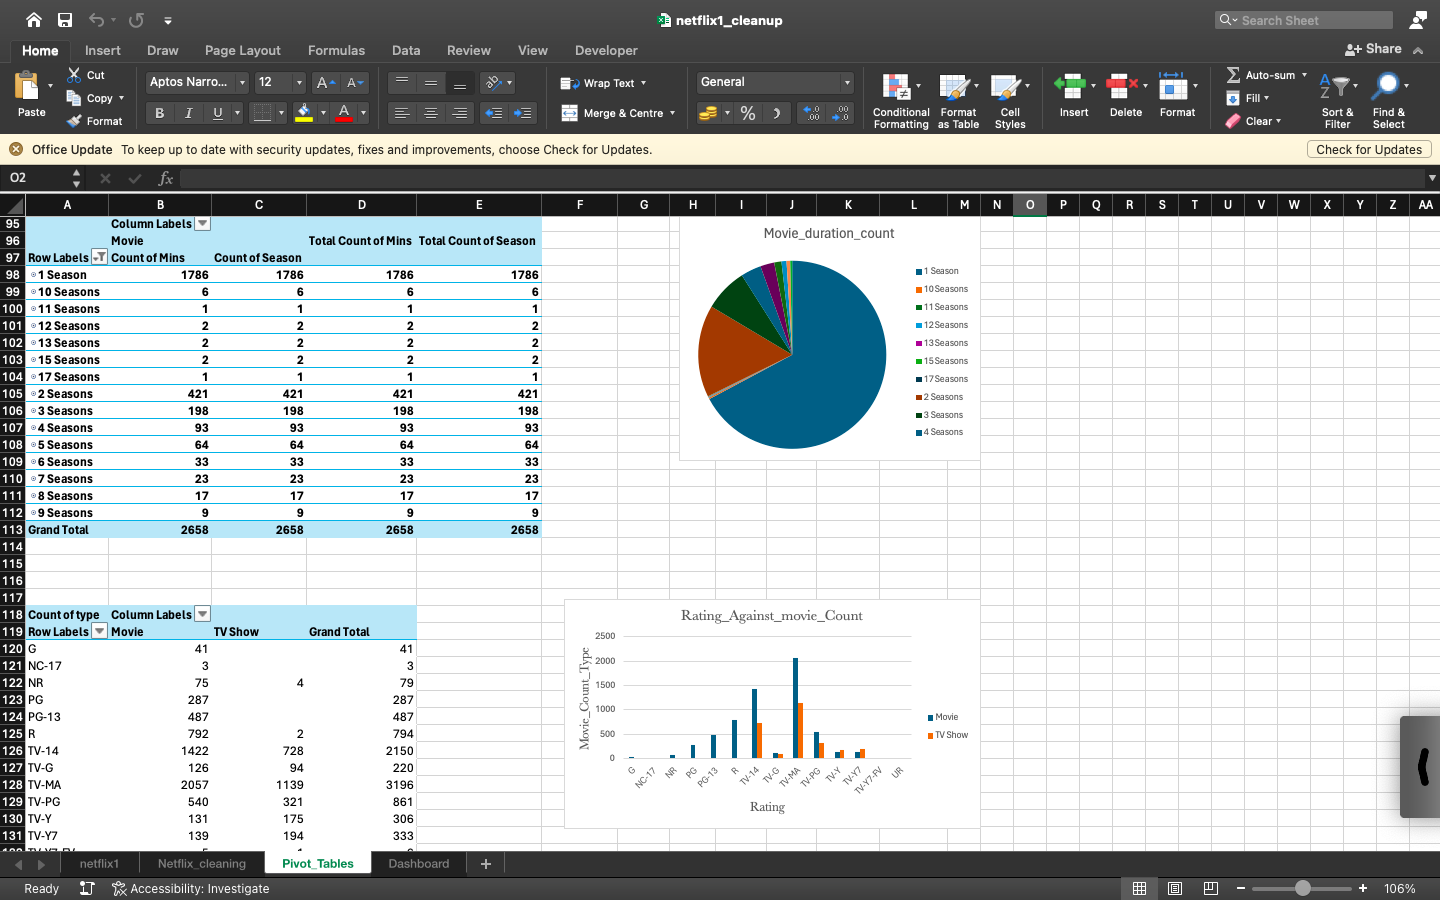 netflix1_cleanup
Search Sheet
Home Insert Draw Page Layout Formulas Data Review View Developer
Share
Paste
Cut
Copy
Format
Aptos Narro... 12
B I U
Wrap Text
Merge & Centre
General
Conditional Formatting
Format as Table
Cell Styles
Insert
Delete
Format
Auto-sum
Fill
Clear
Sort & Filter
Find & Select
Office Update To keep up to date with security updates, fixes and improvements, choose Check for Updates.
Check for Updates
O2
fx
A B C D E F G H I J K L M N O P Q R S T U V W X Y Z AA
95 Column Labels
96 Movie Total Count of Mins Total Count of Season
97 Row Labels Count of Mins Count of Season
98 1 Season 1786 1786 1786 1786
99 10 Seasons 6 6 6 6
100 11 Seasons 1 1 1 1
101 12 Seasons 2 2 2 2
102 13 Seasons 2 2 2 2
103 15 Seasons 2 2 2 2
104 17 Seasons 1 1 1 1
105 2 Seasons 421 421 421 421
106 3 Seasons 198 198 198 198
107 4 Seasons 93 93 93 93
108 5 Seasons 64 64 64 64
109 6 Seasons 33 33 33 33
110 7 Seasons 23 23 23 23
111 8 Seasons 17 17 17 17
112 9 Seasons 9 9 9 9
113 Grand Total 2658 2658 2658 2658
114
115
116
117
118 Count of type Column Labels
119 Row Labels Movie TV Show Grand Total
120 G 41 41
121 NC-17 3 3
122 NR 75 4 79
123 PG 287 287
124 PG-13 487 487
125 R 792 2 794
126 TV-14 1422 728 2150
127 TV-G 126 94 220
128 TV-MA 2057 1139 3196
129 TV-PG 540 321 861
130 TV-Y 131 175 306
131 TV-Y7 139 194 333
Movie_duration_count
1 Season
10 Seasons
11 Seasons
12 Seasons
13 Seasons
15 Seasons
17 Seasons
2 Seasons
3 Seasons
4 Seasons
Rating_Against_movie_Count
Movie_Count_Type
2500
2000
1500
1000
500
0
G NC-17 NR PG PG-13 R TV-14 TV-G TV-MA TV-PG TV-Y TV-Y7 TV-Y7-FV UR
Rating
Movie
TV Show
netflix1 Netflix_cleaning Pivot_Tables Dashboard
Ready
Accessibility: Investigate
106%